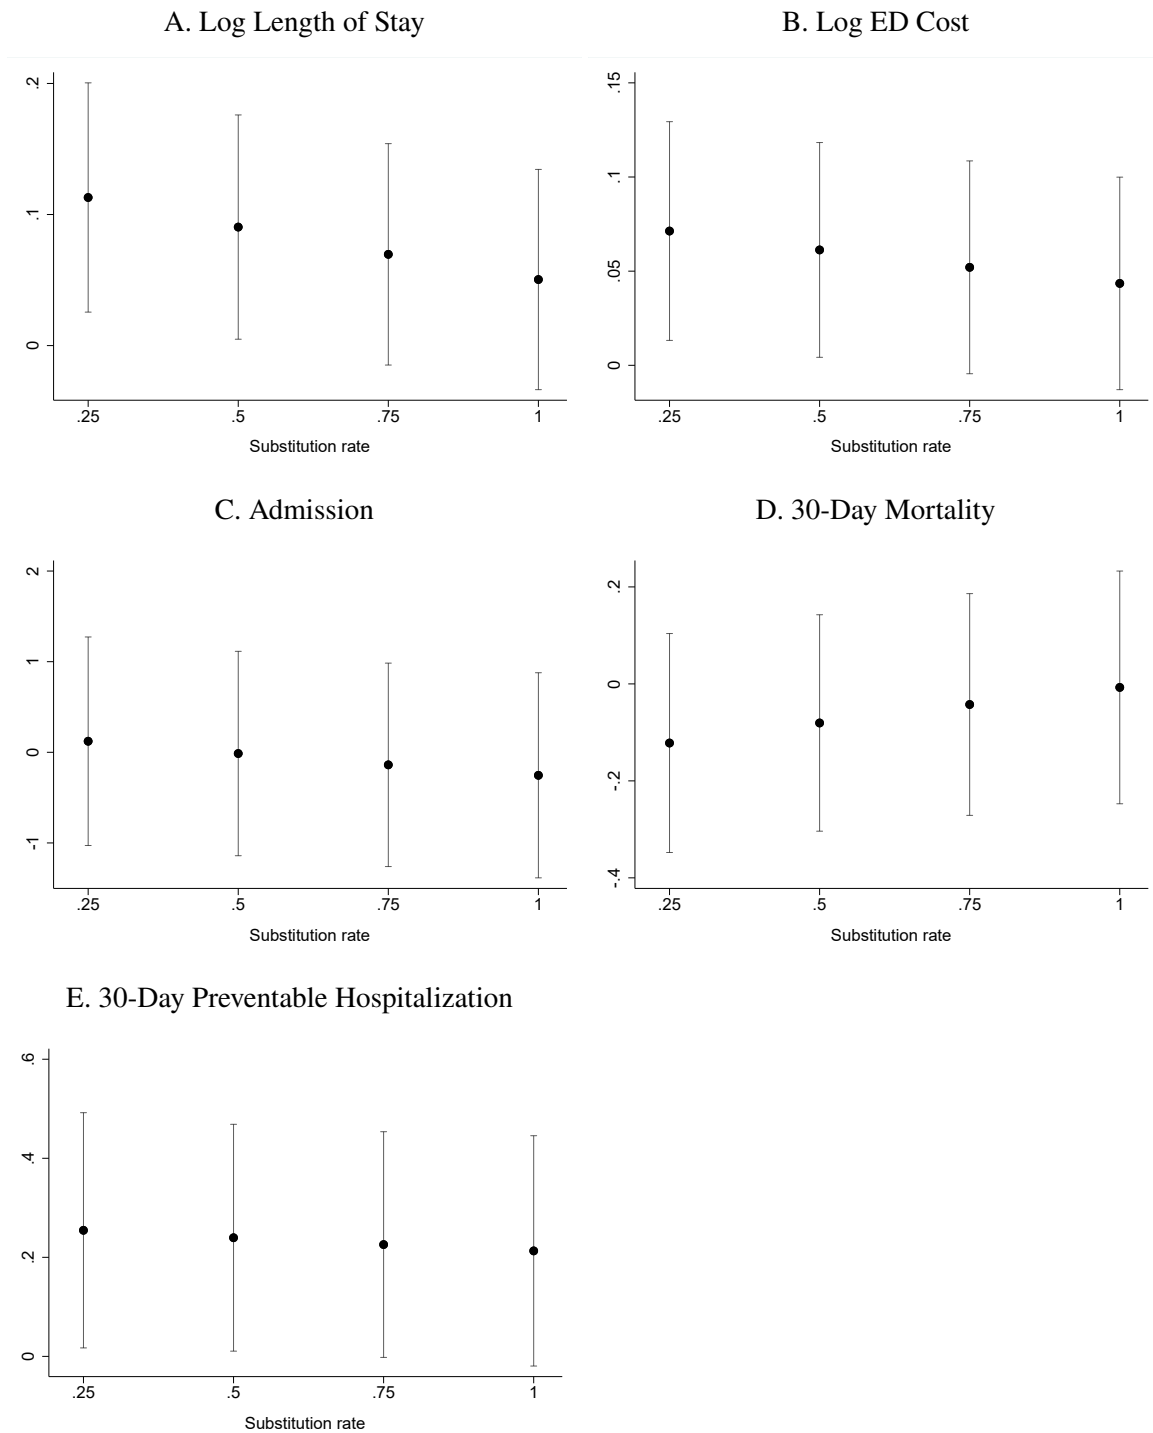 A. Log Length of Stay
.2
.1
0
.25 .5 .75 1
Substitution rate
B. Log ED Cost
.15
.1
.05
0
.25 .5 .75 1
Substitution rate
C. Admission
2
1
0
-1
.25 .5 .75 1
Substitution rate
D. 30-Day Mortality
.2
0
-.2
-.4
.25 .5 .75 1
Substitution rate
E. 30-Day Preventable Hospitalization
.6
.4
.2
0
.25 .5 .75 1
Substitution rate